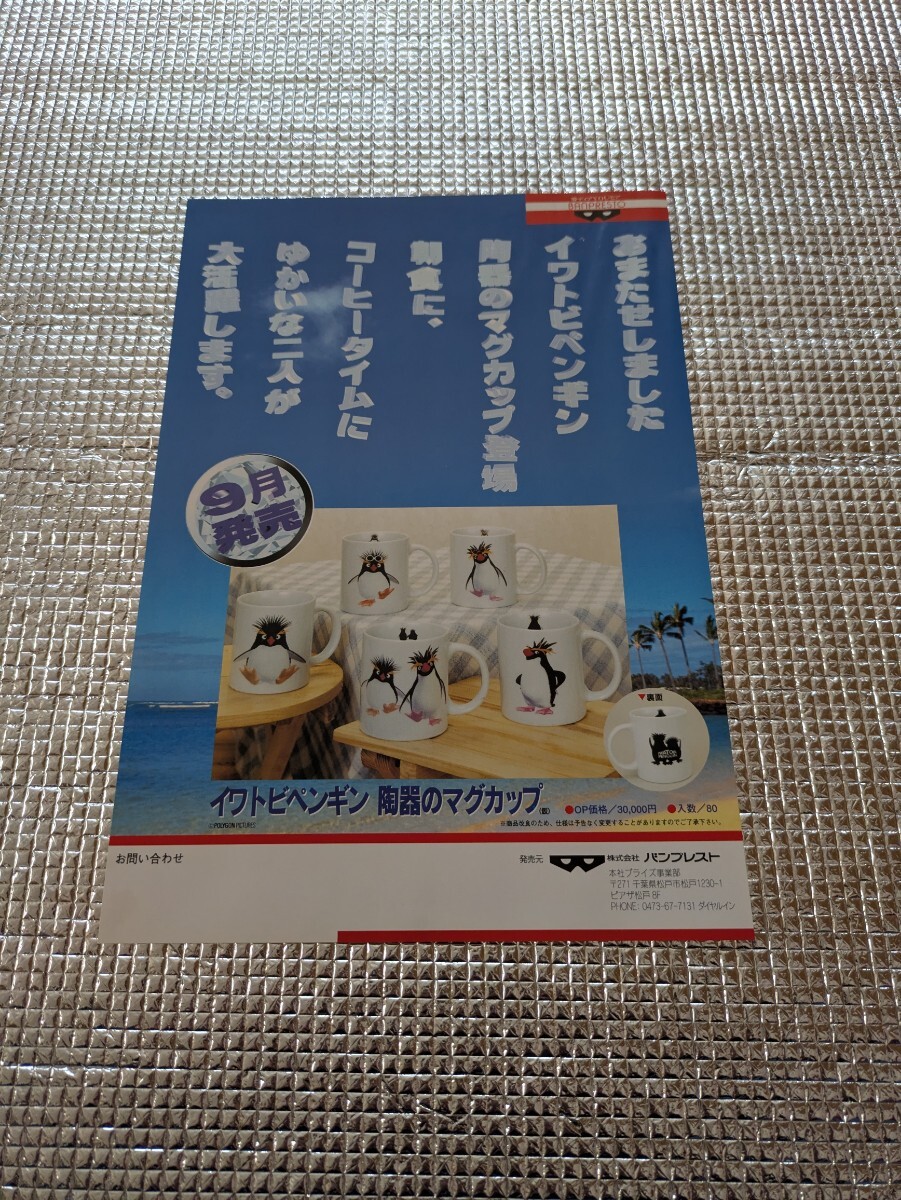 BANPRESTO
おまたせしました
イワトビペンギン
陶器のマグカップ登場
朝食に、
コーヒータイムに
ゆかいな二人が
大活躍します。
9月
発売
▼裏面
イワトビペンギン 陶器のマグカップ
●OP価格/30,000円 ●入数/80
©POLYGON PICTURES
※商品改良のため、仕様は予告なく変更することがありますのでご了承下さい。
お問い合わせ
発売元 株式会社 バンプレスト
本社プライズ事業部
〒271 千葉県松戸市松戸1230-1
ピアザ松戸 8F
PHONE: 0473-67-7131 ダイヤルイン